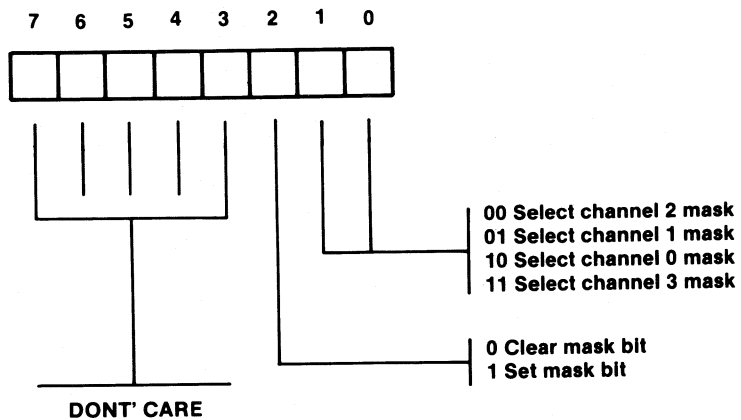 7 6 5 4 3 2 1 0
00 Select channel 2 mask
01 Select channel 1 mask
10 Select channel 0 mask
11 Select channel 3 mask
0 Clear mask bit
1 Set mask bit
DONT' CARE